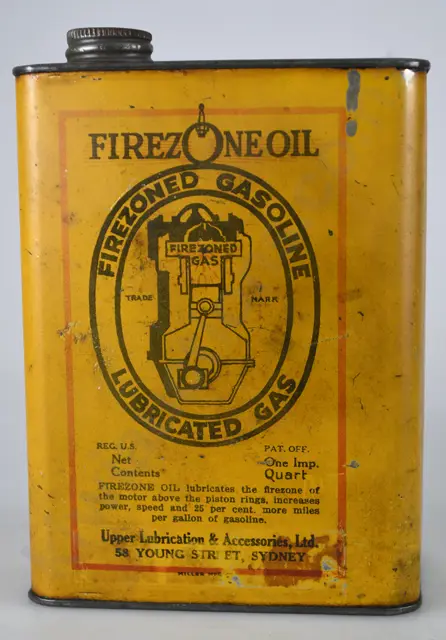 FIREZONE OIL
FIREZONED GASOLINE
FIREZONED
GAS
TRADE MARK
LUBRICATED GAS
REG. U.S. PAT. OFF.
Net One Imp.
Contents Quart
FIREZONE OIL lubricates the firezone of
the motor above the piston rings, increases
power, speed and 25 per cent. more miles
per gallon of gasoline.
Upper Lubrication & Accessories, Ltd.
58 YOUNG STREET, SYDNEY